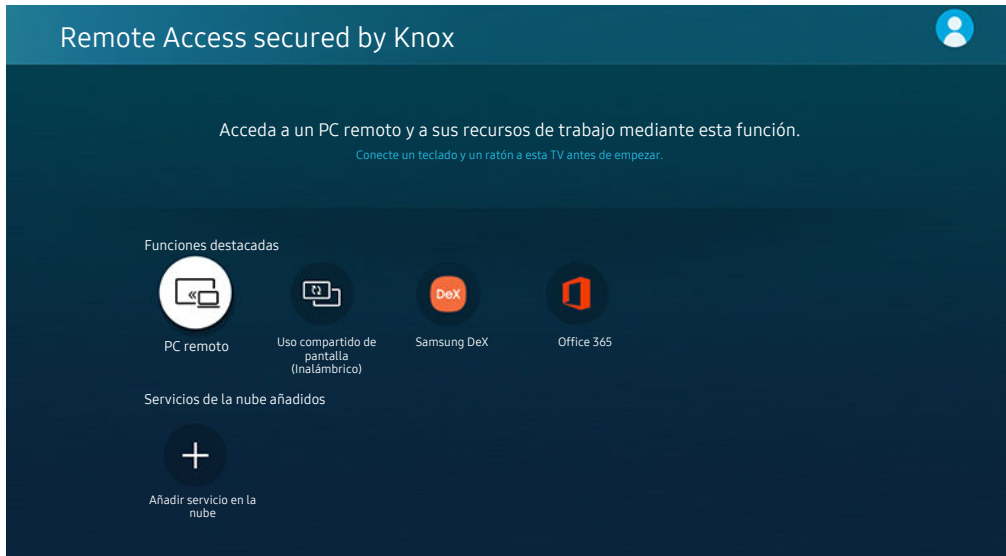 Remote Access secured by Knox
Acceda a un PC remoto y a sus recursos de trabajo mediante esta función.
Conecte un teclado y un ratón a esta TV antes de empezar.
Funciones destacadas
DeX
PC remoto
Uso compartido de
pantalla
(Inalámbrico)
Samsung DeX
Office 365
Servicios de la nube añadidos
Añadir servicio en la
nube